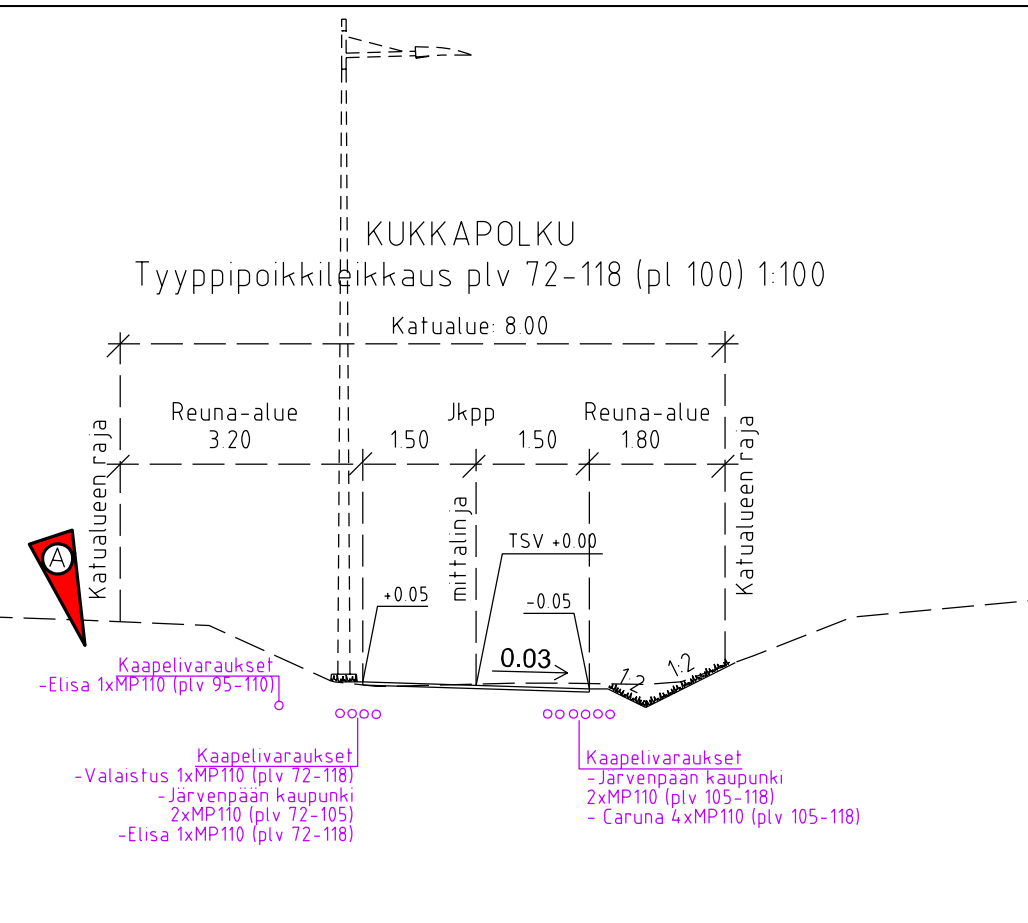 KUKKAPOLKU
Tyyppipoikkileikkaus plv 72-118 (pl 100) 1:100
Katualue: 8.00
Reuna-alue
3.20
Jkpp
1.50
1.50
Reuna-alue
1.80
Katualueen raja
mittalinja
Katualueen raja
A
TSV +0.00
+0.05
-0.05
0.03
1:2
1:2
Kaapelivaraukset
-Elisa 1xMP110 (plv 95-110)
Kaapelivaraukset
-Valaistus 1xMP110 (plv 72-118)
-Järvenpään kaupunki
2xMP110 (plv 72-105)
-Elisa 1xMP110 (plv 72-118)
Kaapelivaraukset
-Järvenpään kaupunki
2xMP110 (plv 105-118)
- Caruna 4xMP110 (plv 105-118)